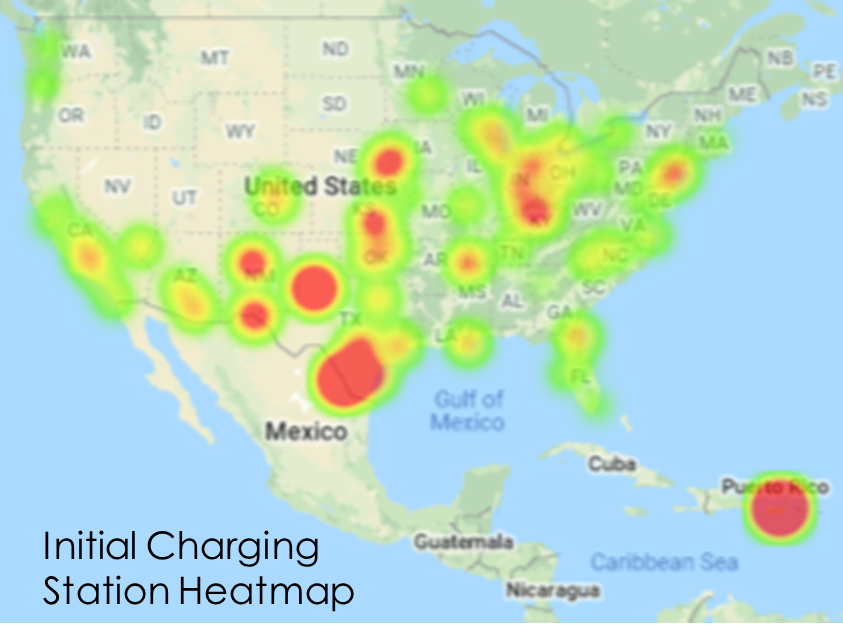 WA
MT
ND
MN
NB
PE
OR
ID
SD
WI
MI
ME
NS
NH
WY
NY
MA
NE
IA
IL
IN
OH
PA
NV
UT
United States
CO
KS
MO
KY
WV
MD
DE
VA
CA
AZ
NM
OK
AR
TN
NC
MS
AL
SC
TX
LA
GA
FL
Gulf of
Mexico
Mexico
Cuba
Puerto Rico
Guatemala
Caribbean Sea
Nicaragua
Initial Charging
Station Heatmap